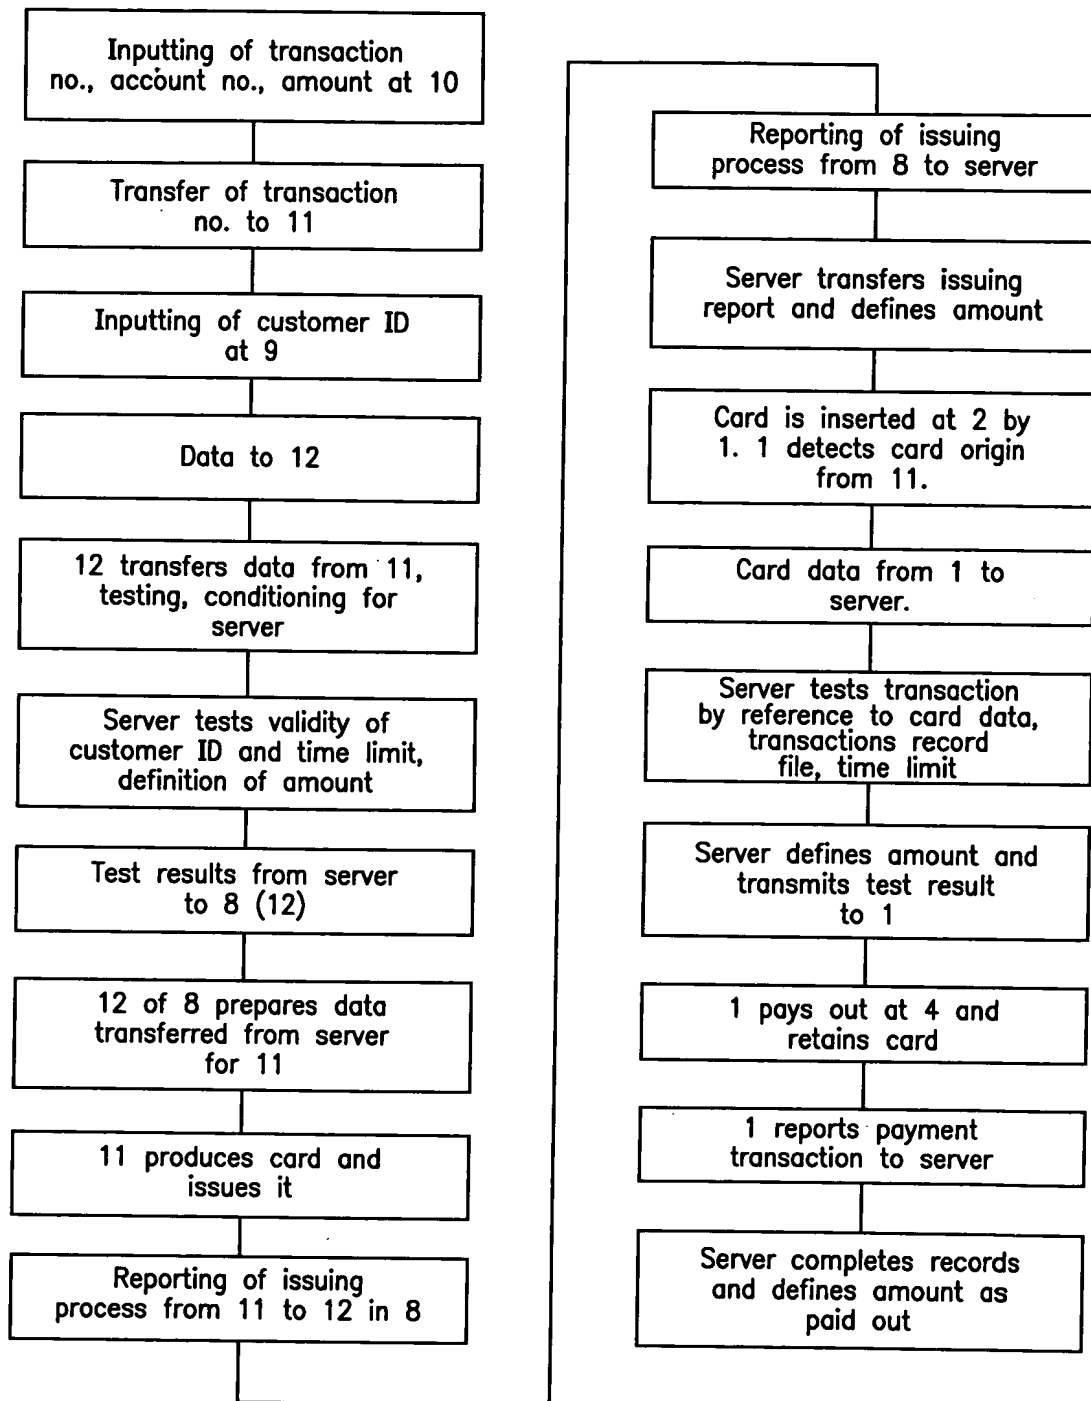 Inputting of transaction
no., account no., amount at 10
Transfer of transaction
no. to 11
Inputting of customer ID
at 9
Data to 12
12 transfers data from 11,
testing, conditioning for
server
Server tests validity of
customer ID and time limit,
definition of amount
Test results from server
to 8 (12)
12 of 8 prepares data
transferred from server
for 11
11 produces card and
issues it
Reporting of issuing
process from 11 to 12 in 8
Reporting of issuing
process from 8 to server
Server transfers issuing
report and defines amount
Card is inserted at 2 by
1. 1 detects card origin
from 11.
Card data from 1 to
server.
Server tests transaction
by reference to card data,
transactions record
file, time limit
Server defines amount and
transmits test result
to 1
1 pays out at 4 and
retains card
1 reports payment
transaction to server
Server completes records
and defines amount as
paid out